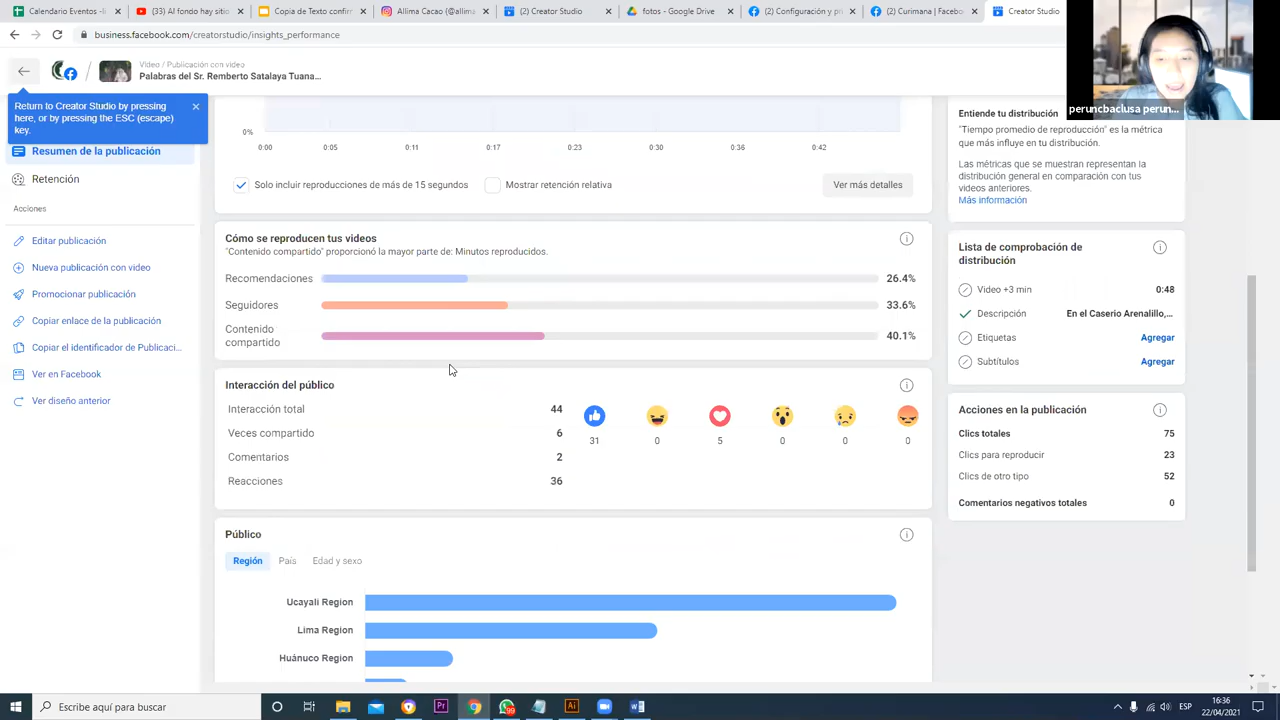 Calendario Eventos - Li
(33) Al fondo hay sitio
Copia de Texto confirr
Allima Cacao (@allima
(2) Creator Studio
fotos - Google Drive
(2) Configuración y pl
(2) Curimana | Facebo
Creator Studio
business.facebook.com/creatorstudio/insights_performance
Video / Publicación con video
Palabras del Sr. Remberto Satalaya Tuana...
peruncbaclusa perun...
Return to Creator Studio by pressing
here, or by pressing the ESC (escape)
key.
Resumen de la publicación
Retención
Acciones
Editar publicación
Nueva publicación con video
Promocionar publicación
Copiar enlace de la publicación
Copiar el identificador de Publicaci...
Ver en Facebook
Ver diseño anterior
0%
0:00 0:05 0:11 0:17 0:23 0:30 0:36 0:42
Solo incluir reproducciones de más de 15 segundos
Mostrar retención relativa
Ver más detalles
Cómo se reproducen tus videos
"Contenido compartido" proporcionó la mayor parte de: Minutos reproducidos.
Recomendaciones 26.4%
Seguidores 33.6%
Contenido
compartido 40.1%
Interacción del público
Interacción total 44
Veces compartido 6
Comentarios 2
Reacciones 36
31 0 5 0 0 0
Público
Región País Edad y sexo
Ucayali Region
Lima Region
Huánuco Region
Entiende tu distribución
"Tiempo promedio de reproducción" es la métrica
que más influye en tu distribución.
Las métricas que se muestran representan la
distribución general en comparación con tus
videos anteriores.
Más información
Lista de comprobación de
distribución
Video +3 min 0:48
Descripción En el Caserio Arenalillo,...
Etiquetas Agregar
Subtítulos Agregar
Acciones en la publicación
Clics totales 75
Clics para reproducir 23
Clics de otro tipo 52
Comentarios negativos totales 0
Escribe aquí para buscar
99
ESP
16:36
22/04/2021